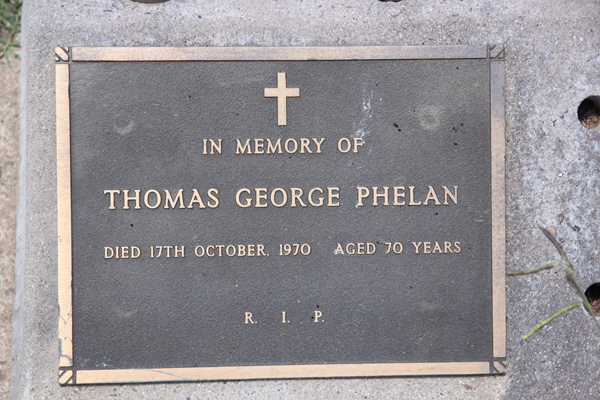 IN MEMORY OF
THOMAS GEORGE PHELAN
DIED 17TH OCTOBER, 1970 AGED 70 YEARS
R. I. P.